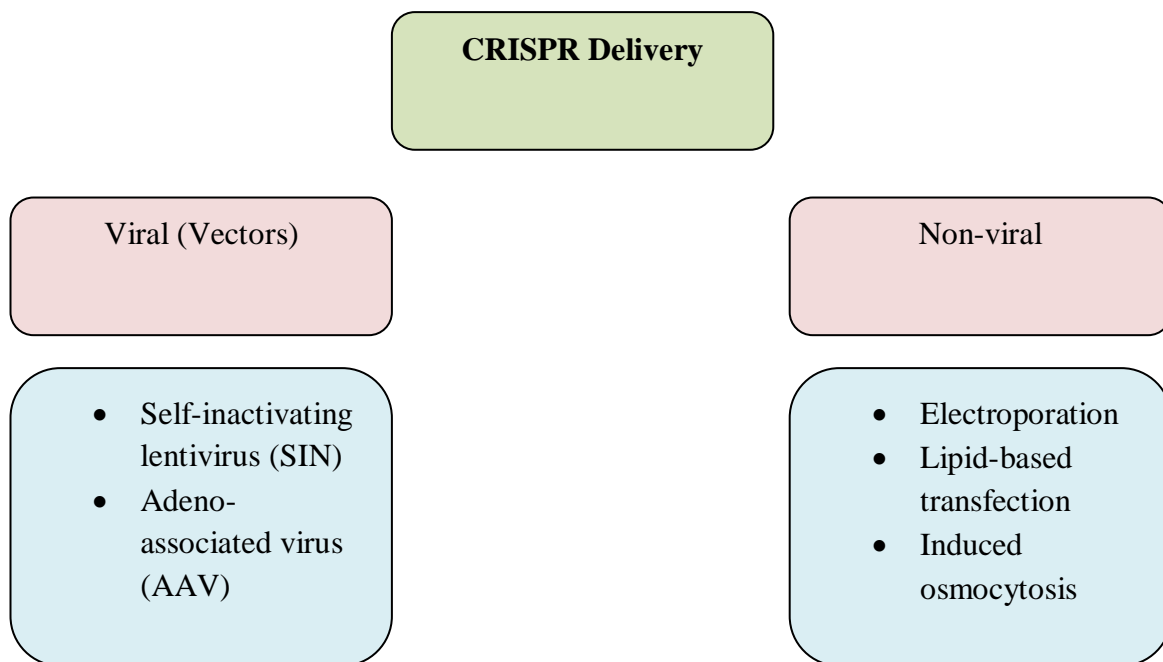 CRISPR Delivery
Viral (Vectors)
Non-viral
• Self-inactivating
lentivirus (SIN)
• Adeno-
associated virus
(AAV)
• Electroporation
• Lipid-based
transfection
• Induced
osmocytosis